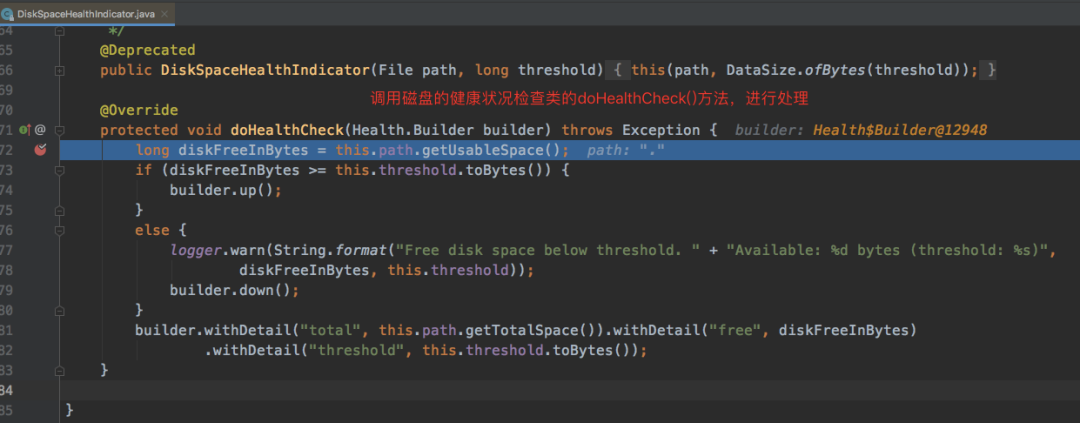 DiskSpaceHealthIndicator.java
64 */
65 @Deprecated
66 public DiskSpaceHealthIndicator(File path, long threshold) { this(path, DataSize.ofBytes(threshold)); }
69 调用磁盘的健康状况检查类的doHealthCheck()方法，进行处理
70 @Override
71 @ protected void doHealthCheck(Health.Builder builder) throws Exception { builder: Health$Builder@12948
72 long diskFreeInBytes = this.path.getUsableSpace(); path: "."
73 if (diskFreeInBytes >= this.threshold.toBytes()) {
74 builder.up();
75 }
76 else {
77 logger.warn(String.format("Free disk space below threshold. " + "Available: %d bytes (threshold: %s)",
78 diskFreeInBytes, this.threshold));
79 builder.down();
80 }
81 builder.withDetail("total", this.path.getTotalSpace()).withDetail("free", diskFreeInBytes)
82 .withDetail("threshold", this.threshold.toBytes());
83 }
84
85 }